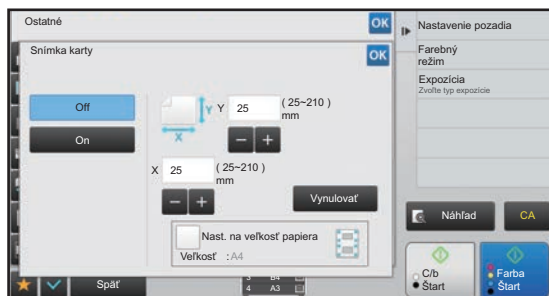 Ostatné
OK
Snímka karty
OK
Off
On
Y
Y 25 ( 25~210 )
mm
X
X 25 ( 25~210 )
mm
Vynulovať
Nast. na veľkosť papiera
Veľkosť : A4
Späť
3 B4
4 A3
Nastavenie pozadia
Farebný
režim
Expozícia
Zvoľte typ expozície
Náhľad
CA
C/b
Štart
Farba
Štart